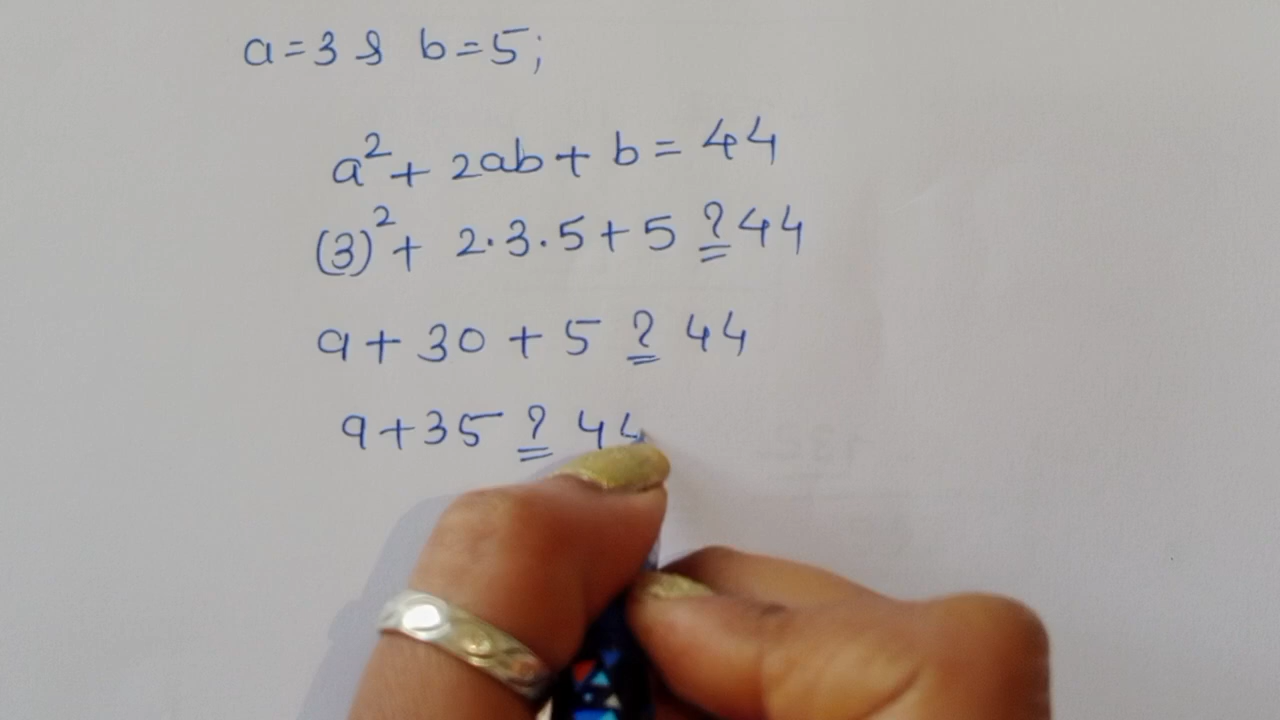 a=3 & b=5;
a²+ 2ab+ b= 44
(3)²+ 2·3·5+5 ≟ 44
9+ 30 + 5 ≟ 44
9+35 ≟ 44